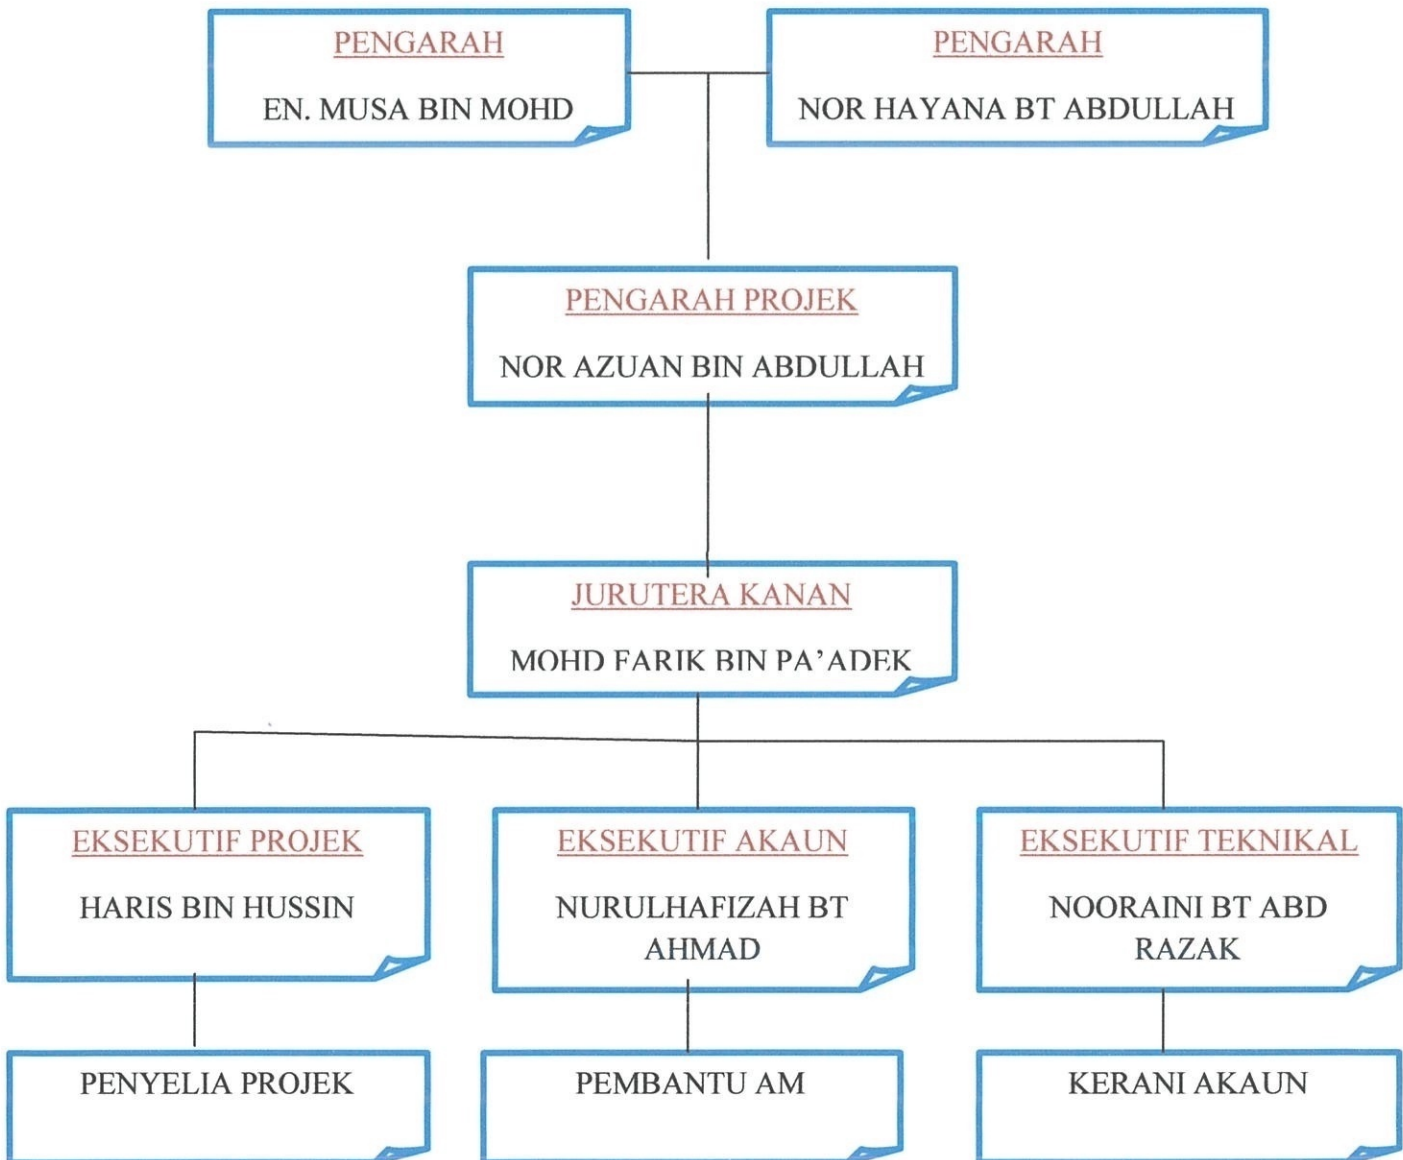 PENGARAH
EN. MUSA BIN MOHD
PENGARAH
NOR HAYANA BT ABDULLAH
PENGARAH PROJEK
NOR AZUAN BIN ABDULLAH
JURUTERA KANAN
MOHD FARIK BIN PA’ADEK
EKSEKUTIF PROJEK
HARIS BIN HUSSIN
EKSEKUTIF AKAUN
NURULHAFIZAH BT
AHMAD
EKSEKUTIF TEKNIKAL
NOORAINI BT ABD
RAZAK
PENYELIA PROJEK
PEMBANTU AM
KERANI AKAUN